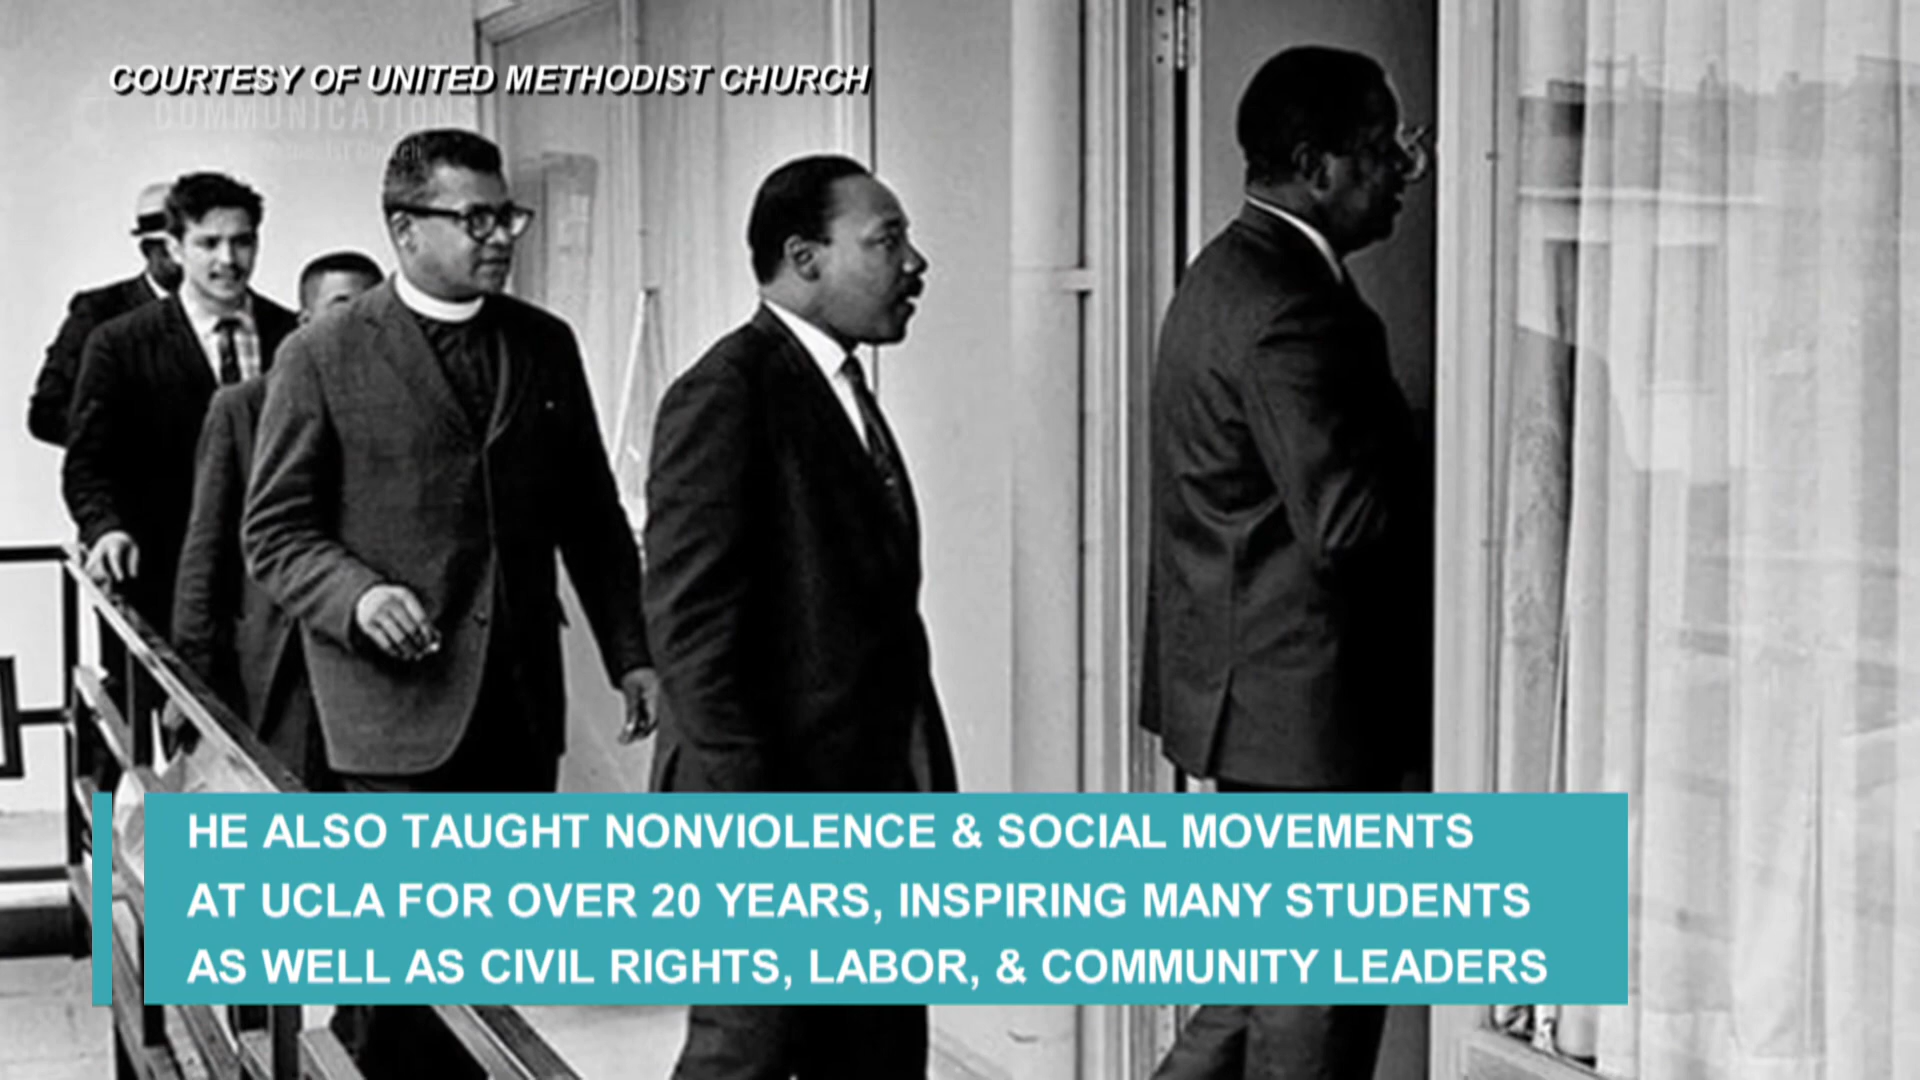 COURTESY OF UNITED METHODIST CHURCH
COMMUNICATIONS
HE ALSO TAUGHT NONVIOLENCE & SOCIAL MOVEMENTS
AT UCLA FOR OVER 20 YEARS, INSPIRING MANY STUDENTS
AS WELL AS CIVIL RIGHTS, LABOR, & COMMUNITY LEADERS